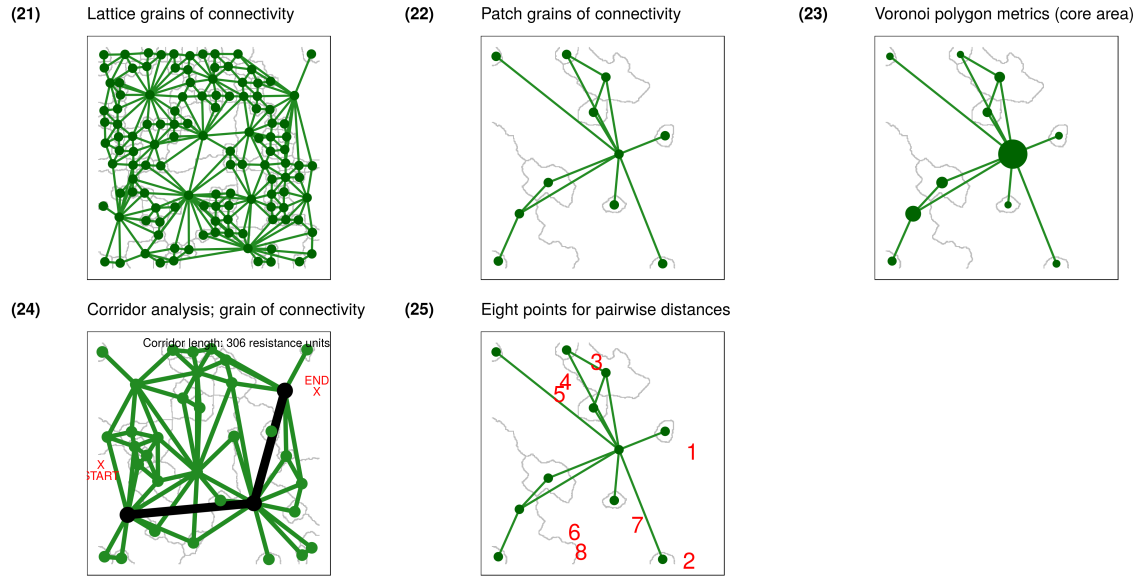 (21) Lattice grains of connectivity
(22) Patch grains of connectivity
(23) Voronoi polygon metrics (core area)
(24) Corridor analysis; grain of connectivity
Corridor length: 306 resistance units
END
X
X
START
(25) Eight points for pairwise distances
3
4
5
1
6
7
8
2